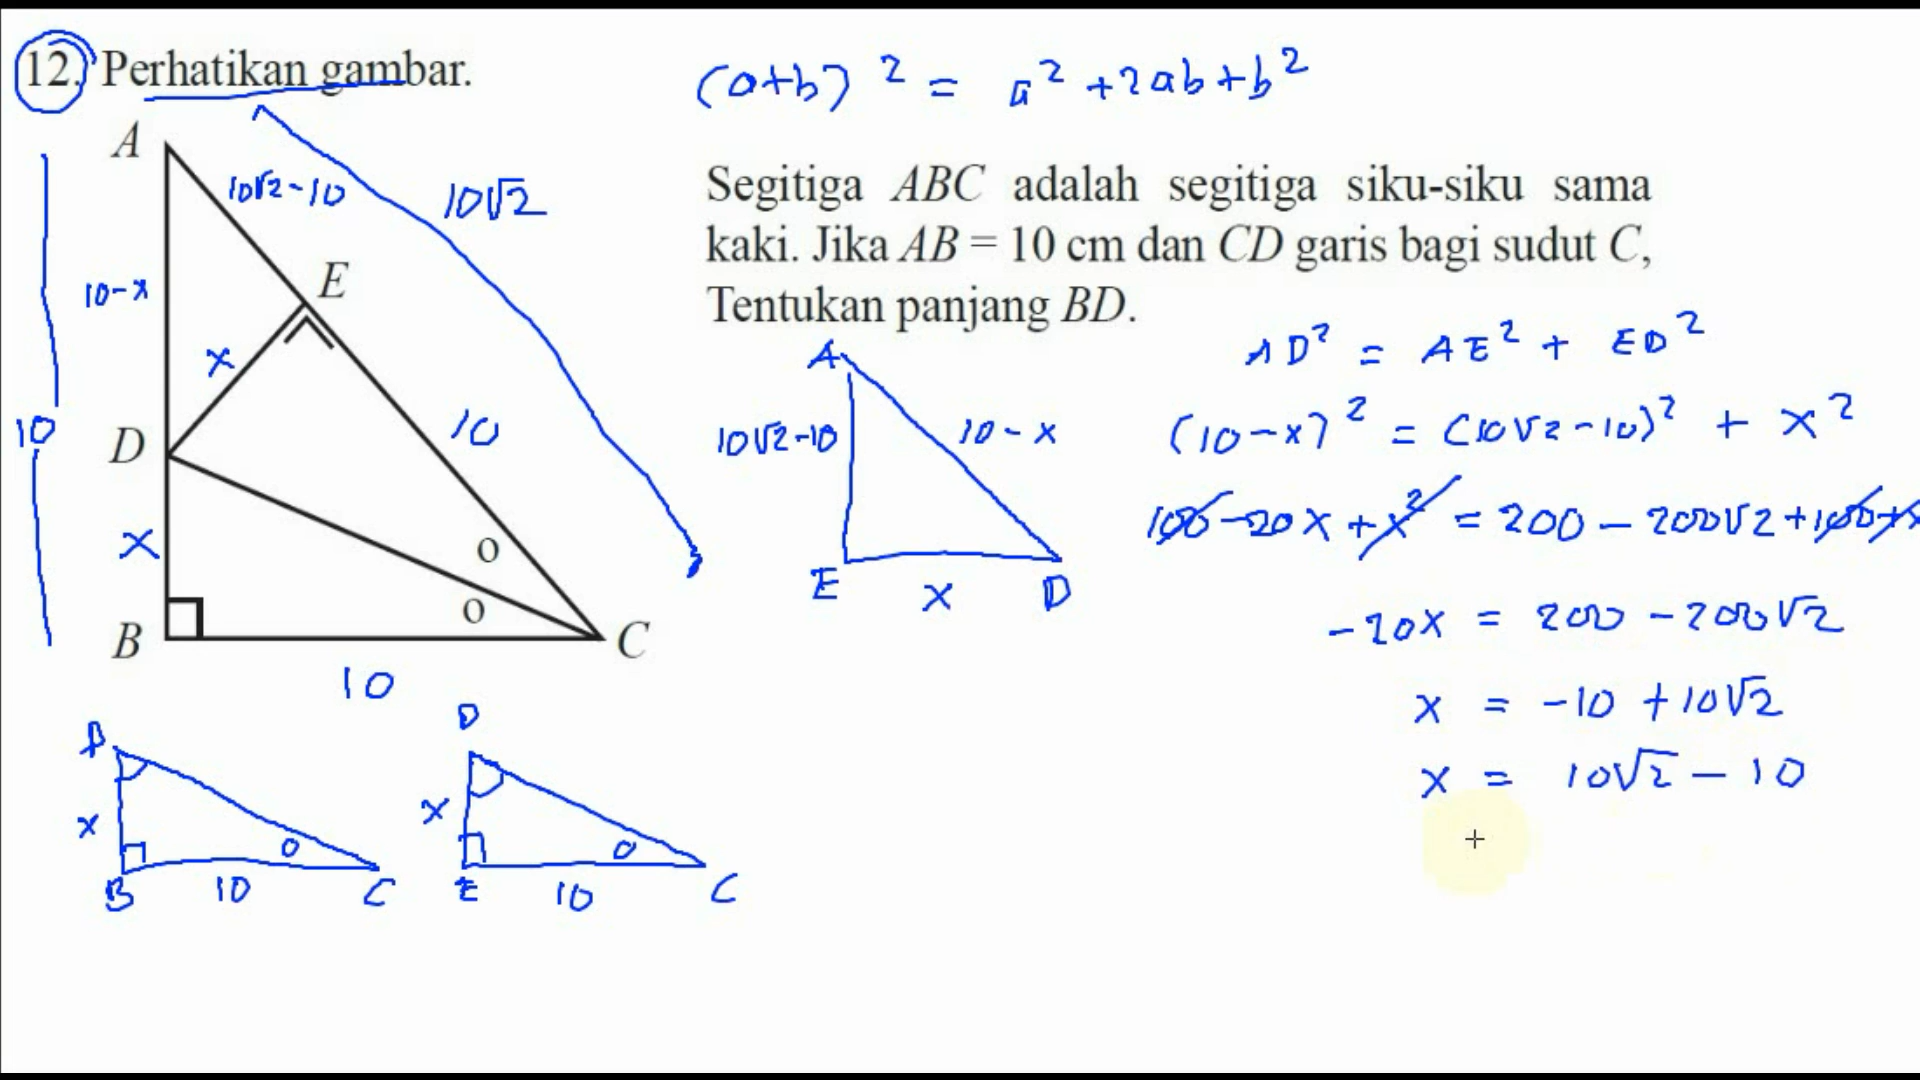 12. Perhatikan gambar.
(a+b)² = a² + 2ab + b²
A
10√2-10
10√2
Segitiga ABC adalah segitiga siku-siku sama
kaki. Jika AB = 10 cm dan CD garis bagi sudut C,
Tentukan panjang BD.
E
10-x
x
10
10
D
x
o
o
B
C
10
A
10√2-10
10-x
E
x
D
AD² = AE² + ED²
(10-x)² = (10√2-10)² + x²
100-20x+x² = 200-200√2+100+x
-20x = 200-200√2
x = -10+10√2
x = 10√2-10
D
x
o
B
10
C
D
x
o
E
10
C